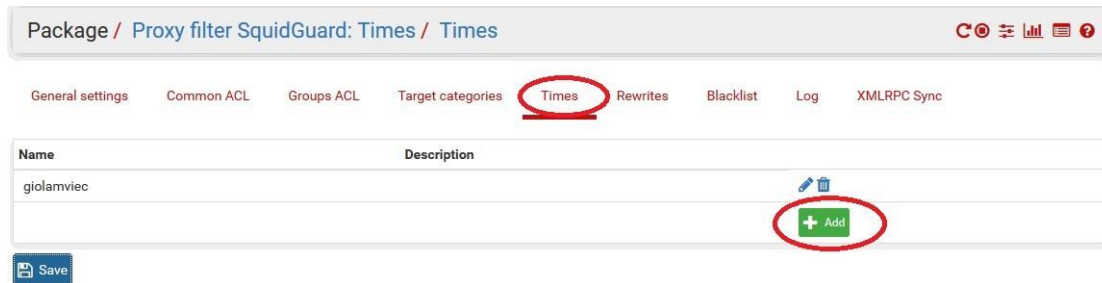 Package / Proxy filter SquidGuard: Times / Times
General settings Common ACL Groups ACL Target categories Times Rewrites Blacklist Log XMLRPC Sync
Name Description
giolamviec
Add
Save